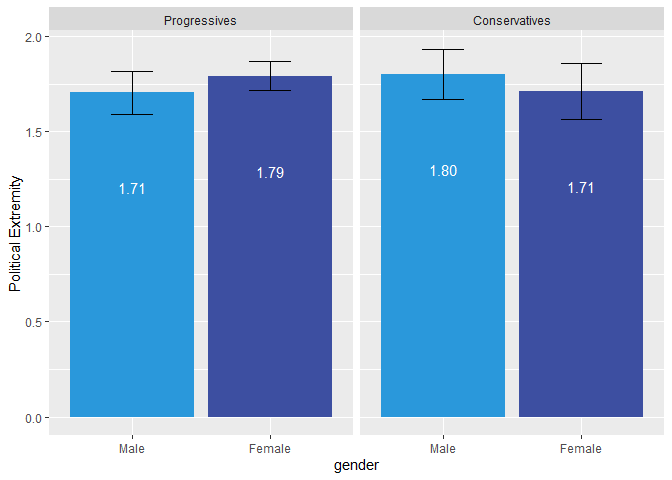 Progressives
Conservatives
Political Extremity
2.0
1.5
1.0
0.5
0.0
1.71
1.79
1.80
1.71
Male
Female
Male
Female
gender